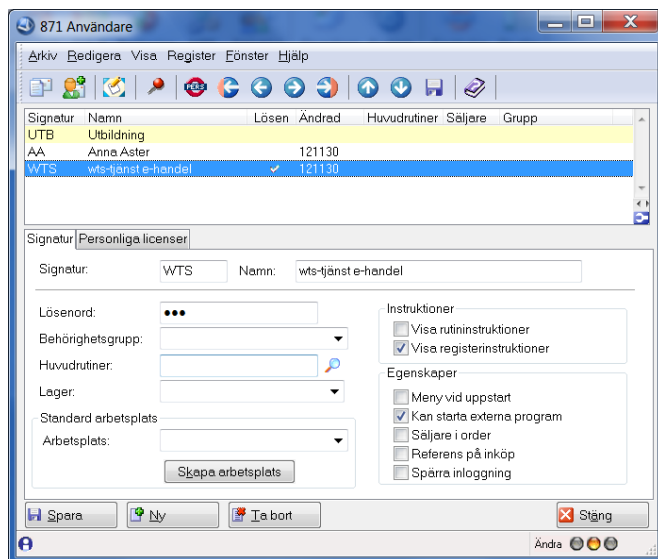 871 Användare
Arkiv Redigera Visa Register Fönster Hjälp
PERS
Signatur Namn Lösen Ändrad Huvudrutiner Säljare Grupp
UTB Utbildning
AA Anna Aster 121130
WTS wts-tjänst e-handel 121130
Signatur Personliga licenser
Signatur: WTS Namn: wts-tjänst e-handel
Lösenord: •••
Behörighetsgrupp:
Huvudrutiner:
Lager:
Standard arbetsplats
Arbetsplats:
Skapa arbetsplats
Instruktioner
Visa rutininstruktioner
Visa registerinstruktioner
Egenskaper
Meny vid uppstart
Kan starta externa program
Säljare i order
Referens på inköp
Spärra inloggning
Spara Ny Ta bort Stäng
Ändra